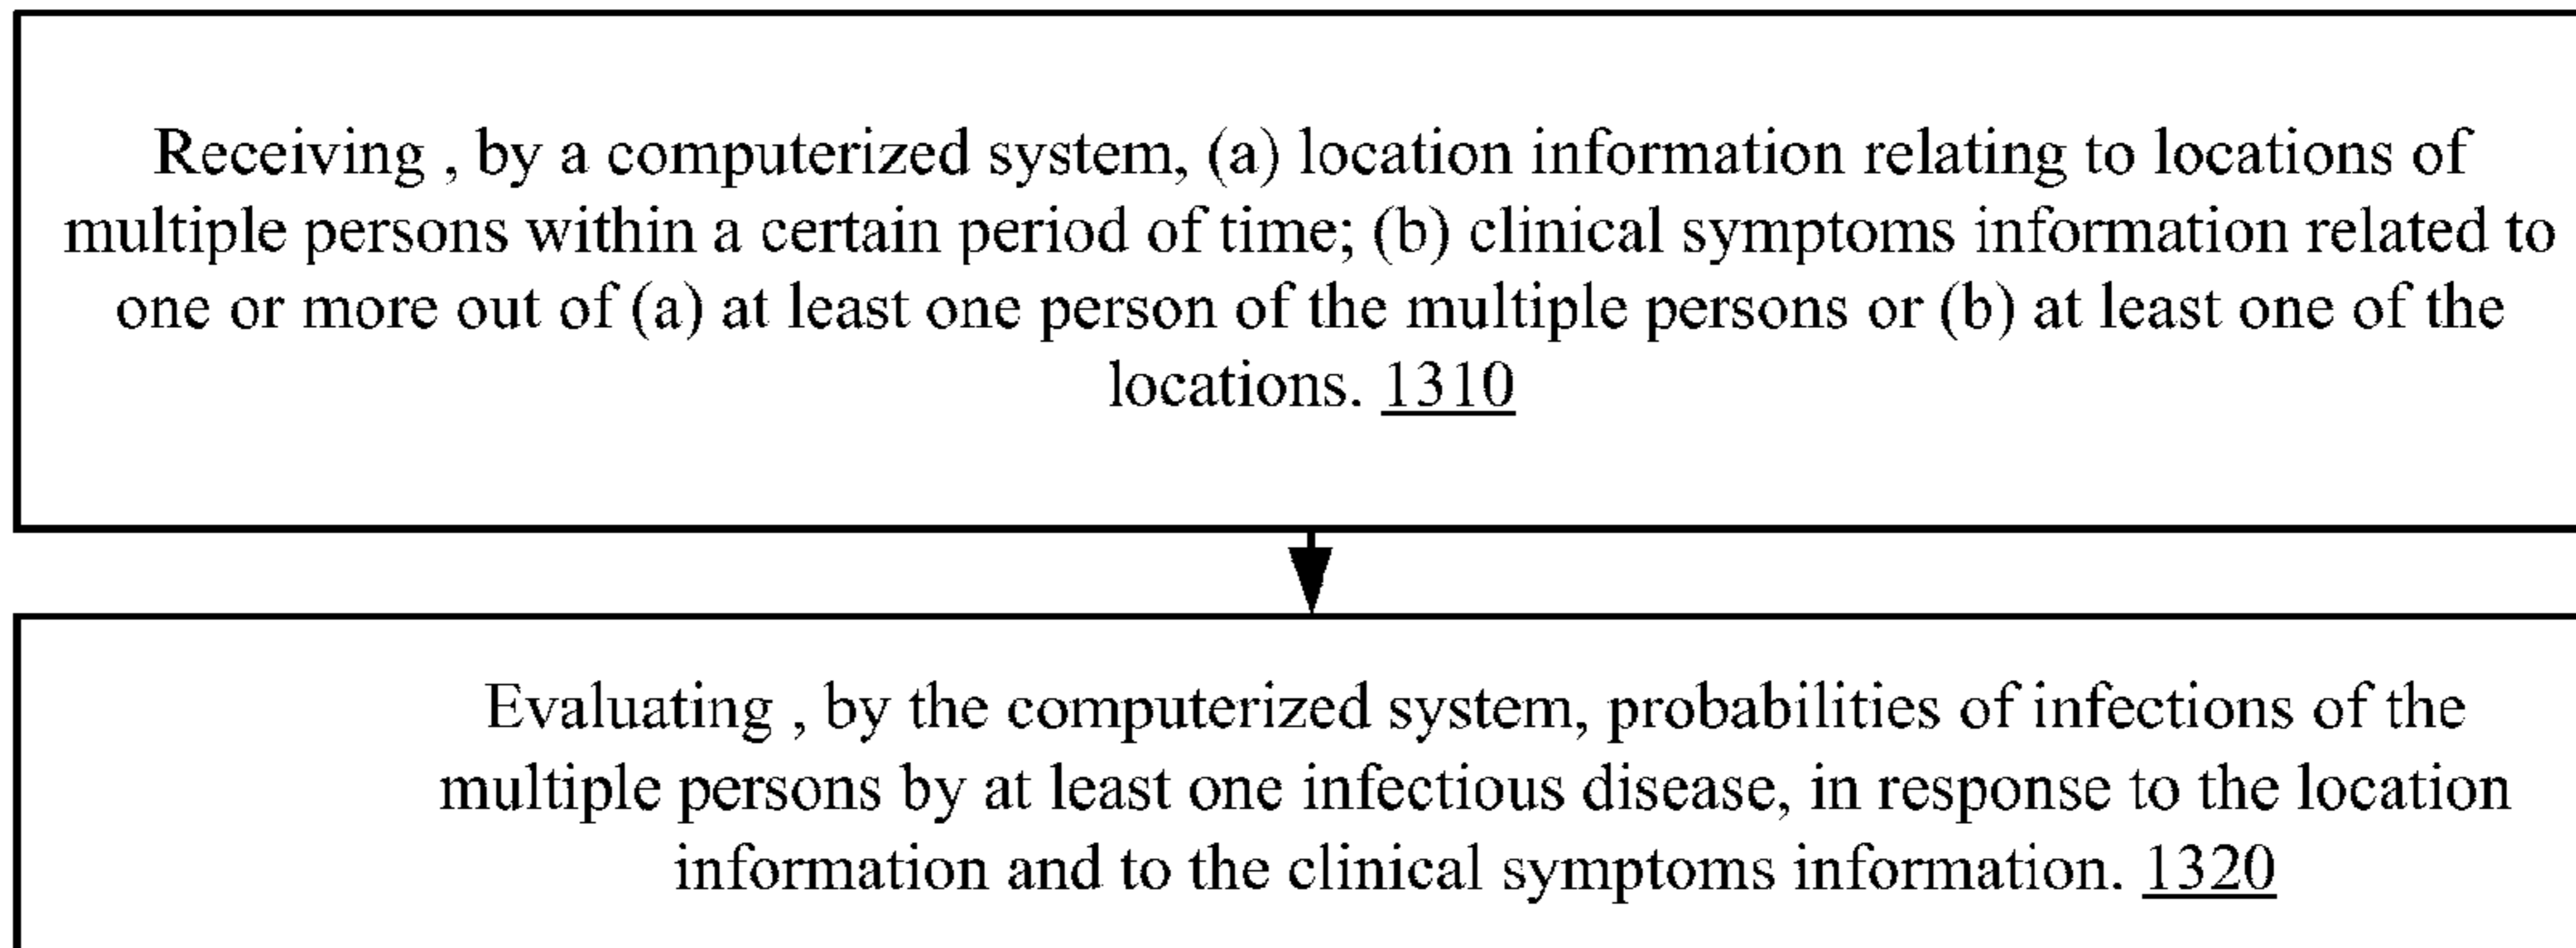 Receiving , by a computerized system, (a) location information relating to locations of
multiple persons within a certain period of time; (b) clinical symptoms information related to
one or more out of (a) at least one person of the multiple persons or (b) at least one of the
locations. 1310
Evaluating , by the computerized system, probabilities of infections of the
multiple persons by at least one infectious disease, in response to the location
information and to the clinical symptoms information. 1320